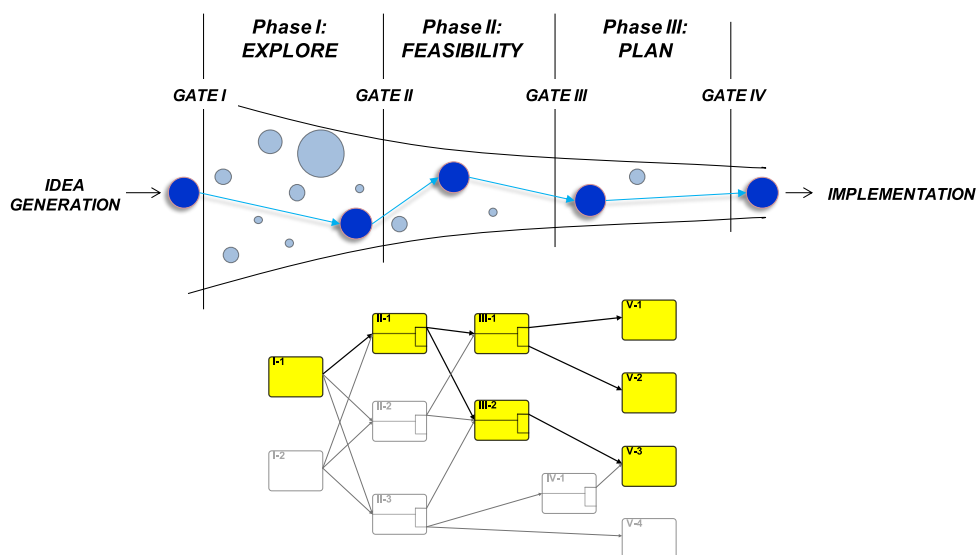 Phase I:
EXPLORE
Phase II:
FEASIBILITY
Phase III:
PLAN
GATE I
GATE II
GATE III
GATE IV
IDEA
GENERATION
IMPLEMENTATION
I-1
I-2
II-1
II-2
II-3
III-1
III-2
IV-1
V-1
V-2
V-3
V-4